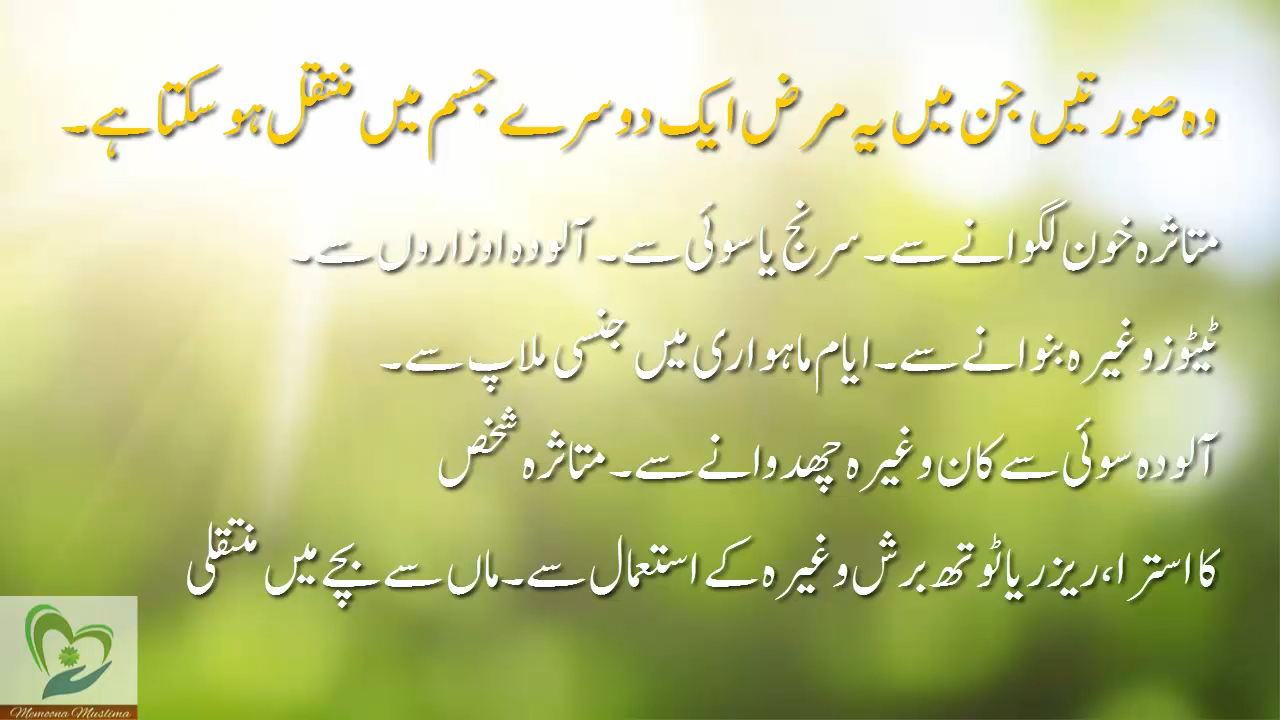 وہ صورتیں جن میں یہ مرض ایک دوسرے جسم میں منتقل ہو سکتا ہے۔
متاثرہ خون لگوانے سے۔ سرنج یا سوئی سے۔ آلودہ اوزاروں سے۔
ٹیٹوز وغیرہ بنوانے سے۔ ایام ماہواری میں جنسی ملاپ سے۔
آلودہ سوئی سے کان وغیرہ چھدوانے سے۔ متاثرہ شخص
کا استرا، ریزر یا ٹوتھ برش وغیرہ کے استعمال سے۔ ماں سے بچے میں منتقلی
Memoona Muslima